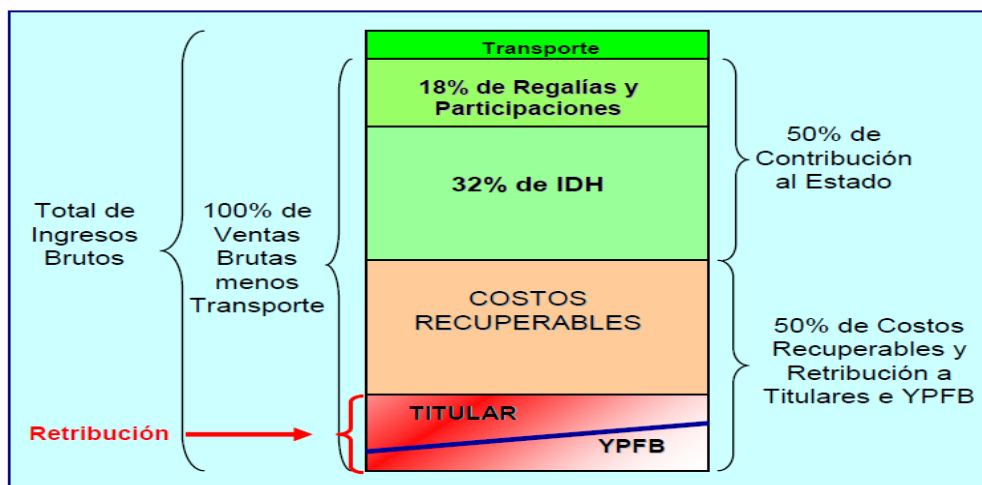 Transporte
18% de Regalías y
Participaciones
32% de IDH
COSTOS
RECUPERABLES
TITULAR
YPFB
Total de
Ingresos
Brutos
100% de
Ventas
Brutas
menos
Transporte
Retribución
50% de
Contribución
al Estado
50% de Costos
Recuperables y
Retribución a
Titulares e YPFB